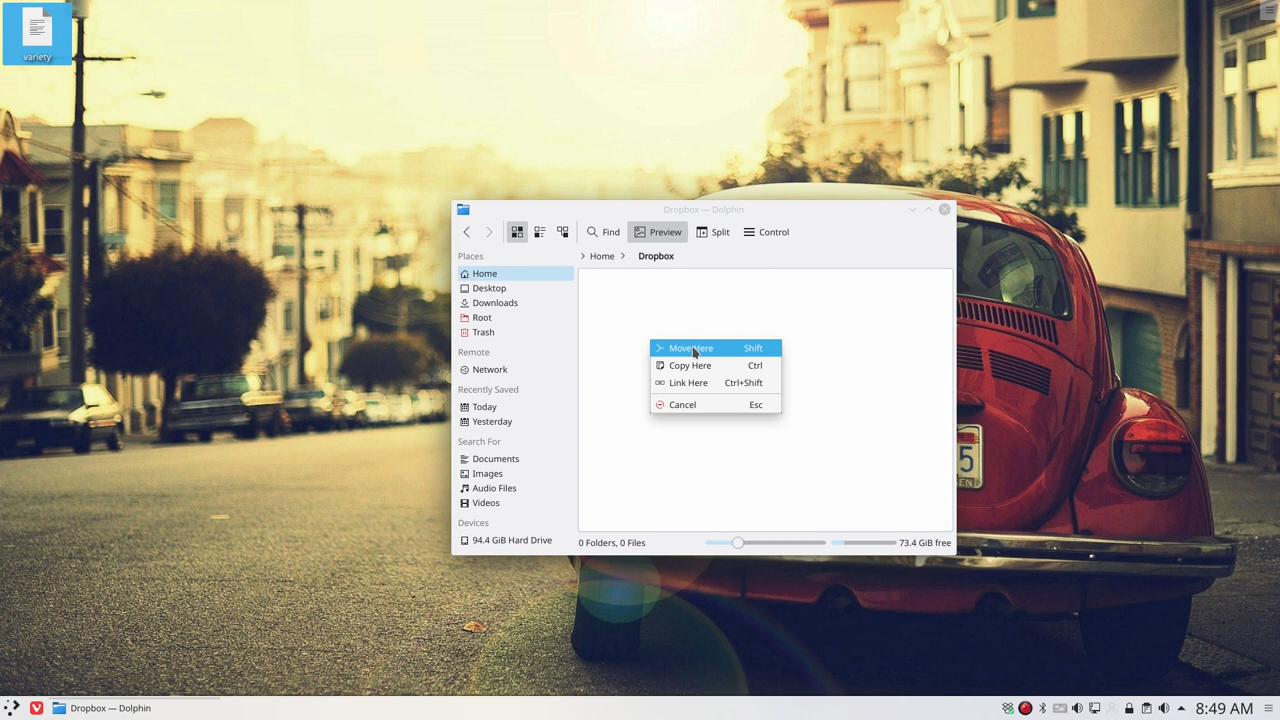 variety
Dropbox — Dolphin
Find
Preview
Split
Control
Places
Home
Desktop
Downloads
Root
Trash
Remote
Network
Recently Saved
Today
Yesterday
Search For
Documents
Images
Audio Files
Videos
Devices
94.4 GiB Hard Drive
Home
Dropbox
Move Here Shift
Copy Here Ctrl
Link Here Ctrl+Shift
Cancel Esc
0 Folders, 0 Files
73.4 GiB free
5
EN
Dropbox — Dolphin
8:49 AM